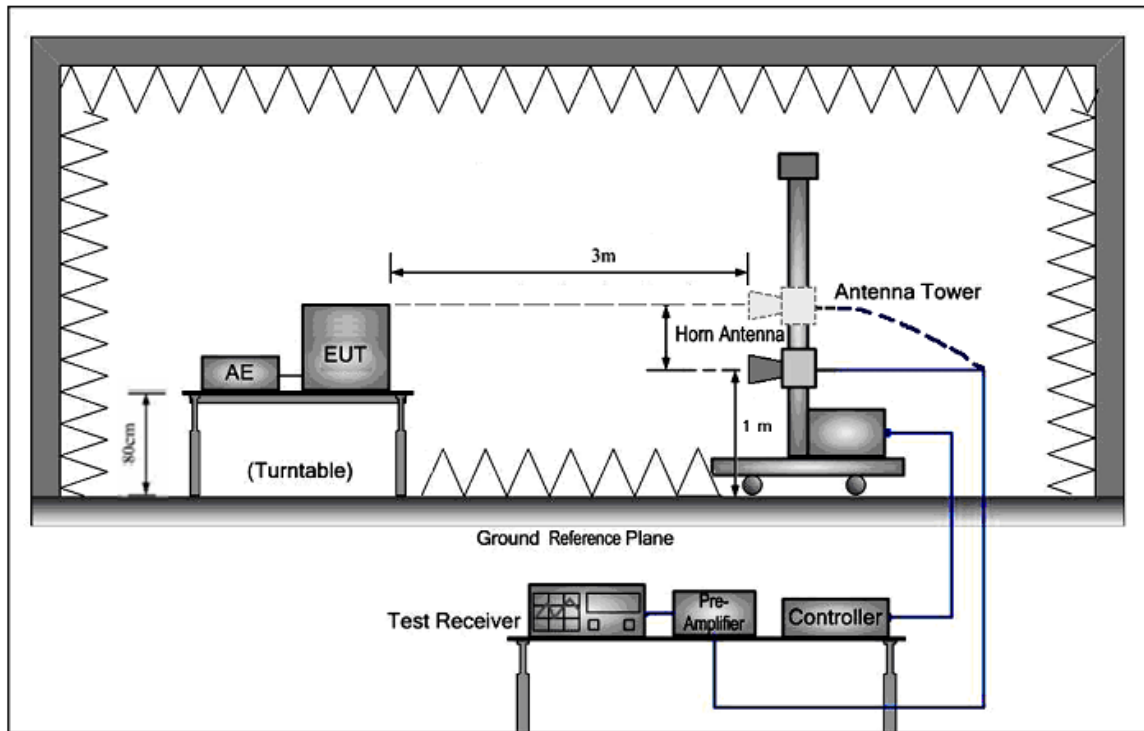 3m
Antenna Tower
Horn Antenna
EUT
AE
1 m
80cm
(Turntable)
Ground Reference Plane
Test Receiver
Pre-
Amplifier
Controller